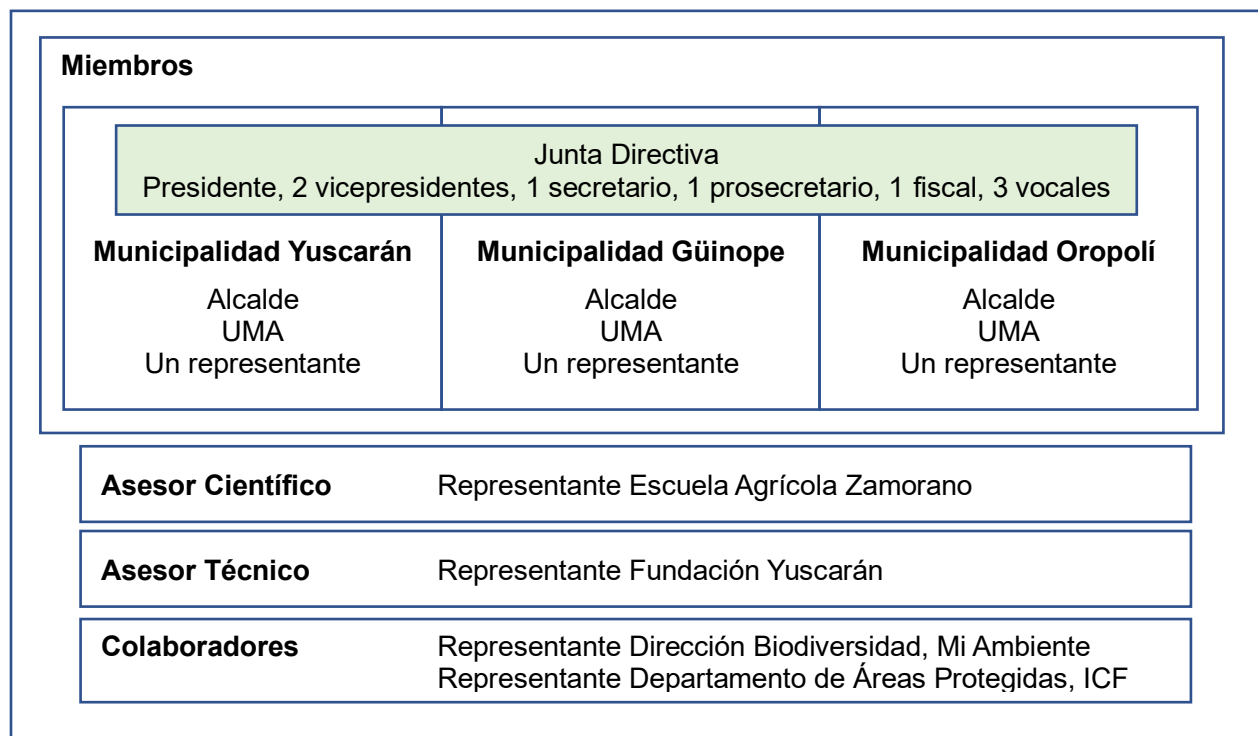 Miembros
Junta Directiva
Presidente, 2 vicepresidentes, 1 secretario, 1 prosecretario, 1 fiscal, 3 vocales
Municipalidad Yuscarán
Alcalde
UMA
Un representante
Municipalidad Güinope
Alcalde
UMA
Un representante
Municipalidad Oropolí
Alcalde
UMA
Un representante
Asesor Científico Representante Escuela Agrícola Zamorano
Asesor Técnico Representante Fundación Yuscarán
Colaboradores Representante Dirección Biodiversidad, Mi Ambiente
Representante Departamento de Áreas Protegidas, ICF